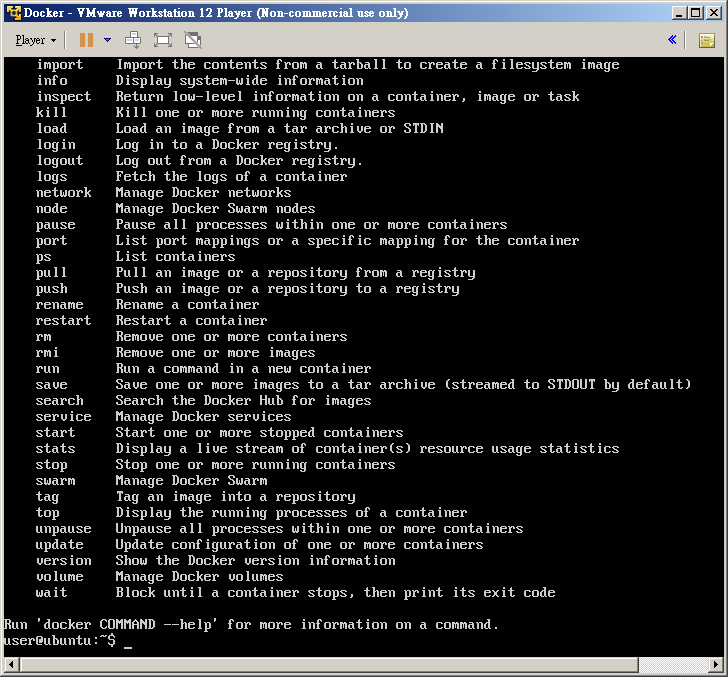 Docker - VMware Workstation 12 Player (Non-commercial use only)
Player
import Import the contents from a tarball to create a filesystem image
info Display system-wide information
inspect Return low-level information on a container, image or task
kill Kill one or more running containers
load Load an image from a tar archive or STDIN
login Log in to a Docker registry.
logout Log out from a Docker registry.
logs Fetch the logs of a container
network Manage Docker networks
node Manage Docker Swarm nodes
pause Pause all processes within one or more containers
port List port mappings or a specific mapping for the container
ps List containers
pull Pull an image or a repository from a registry
push Push an image or a repository to a registry
rename Rename a container
restart Restart a container
rm Remove one or more containers
rmi Remove one or more images
run Run a command in a new container
save Save one or more images to a tar archive (streamed to STDOUT by default)
search Search the Docker Hub for images
service Manage Docker services
start Start one or more stopped containers
stats Display a live stream of container(s) resource usage statistics
stop Stop one or more running containers
swarm Manage Docker Swarm
tag Tag an image into a repository
top Display the running processes of a container
unpause Unpause all processes within one or more containers
update Update configuration of one or more containers
version Show the Docker version information
volume Manage Docker volumes
wait Block until a container stops, then print its exit code
Run 'docker COMMAND --help' for more information on a command.
user@ubuntu:~$ _